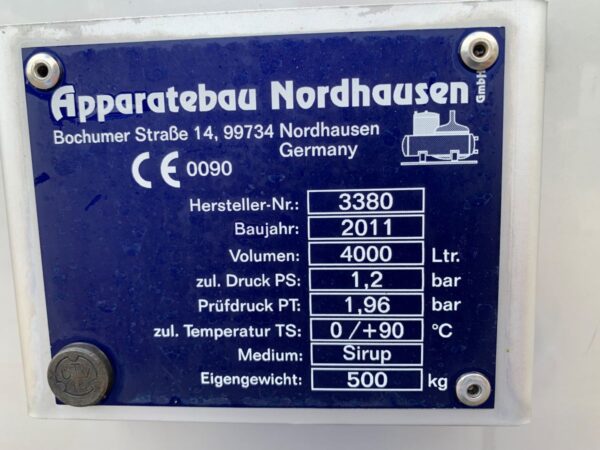 Apparatebau Nordhausen GmbH
Bochumer Straße 14, 99734 Nordhausen
Germany
CE 0090
Hersteller-Nr.: 3380
Baujahr: 2011
Volumen: 4000 Ltr.
zul. Druck PS: 1,2 bar
Prüfdruck PT: 1,96 bar
zul. Temperatur TS: 0/+90 °C
Medium: Sirup
Eigengewicht: 500 kg